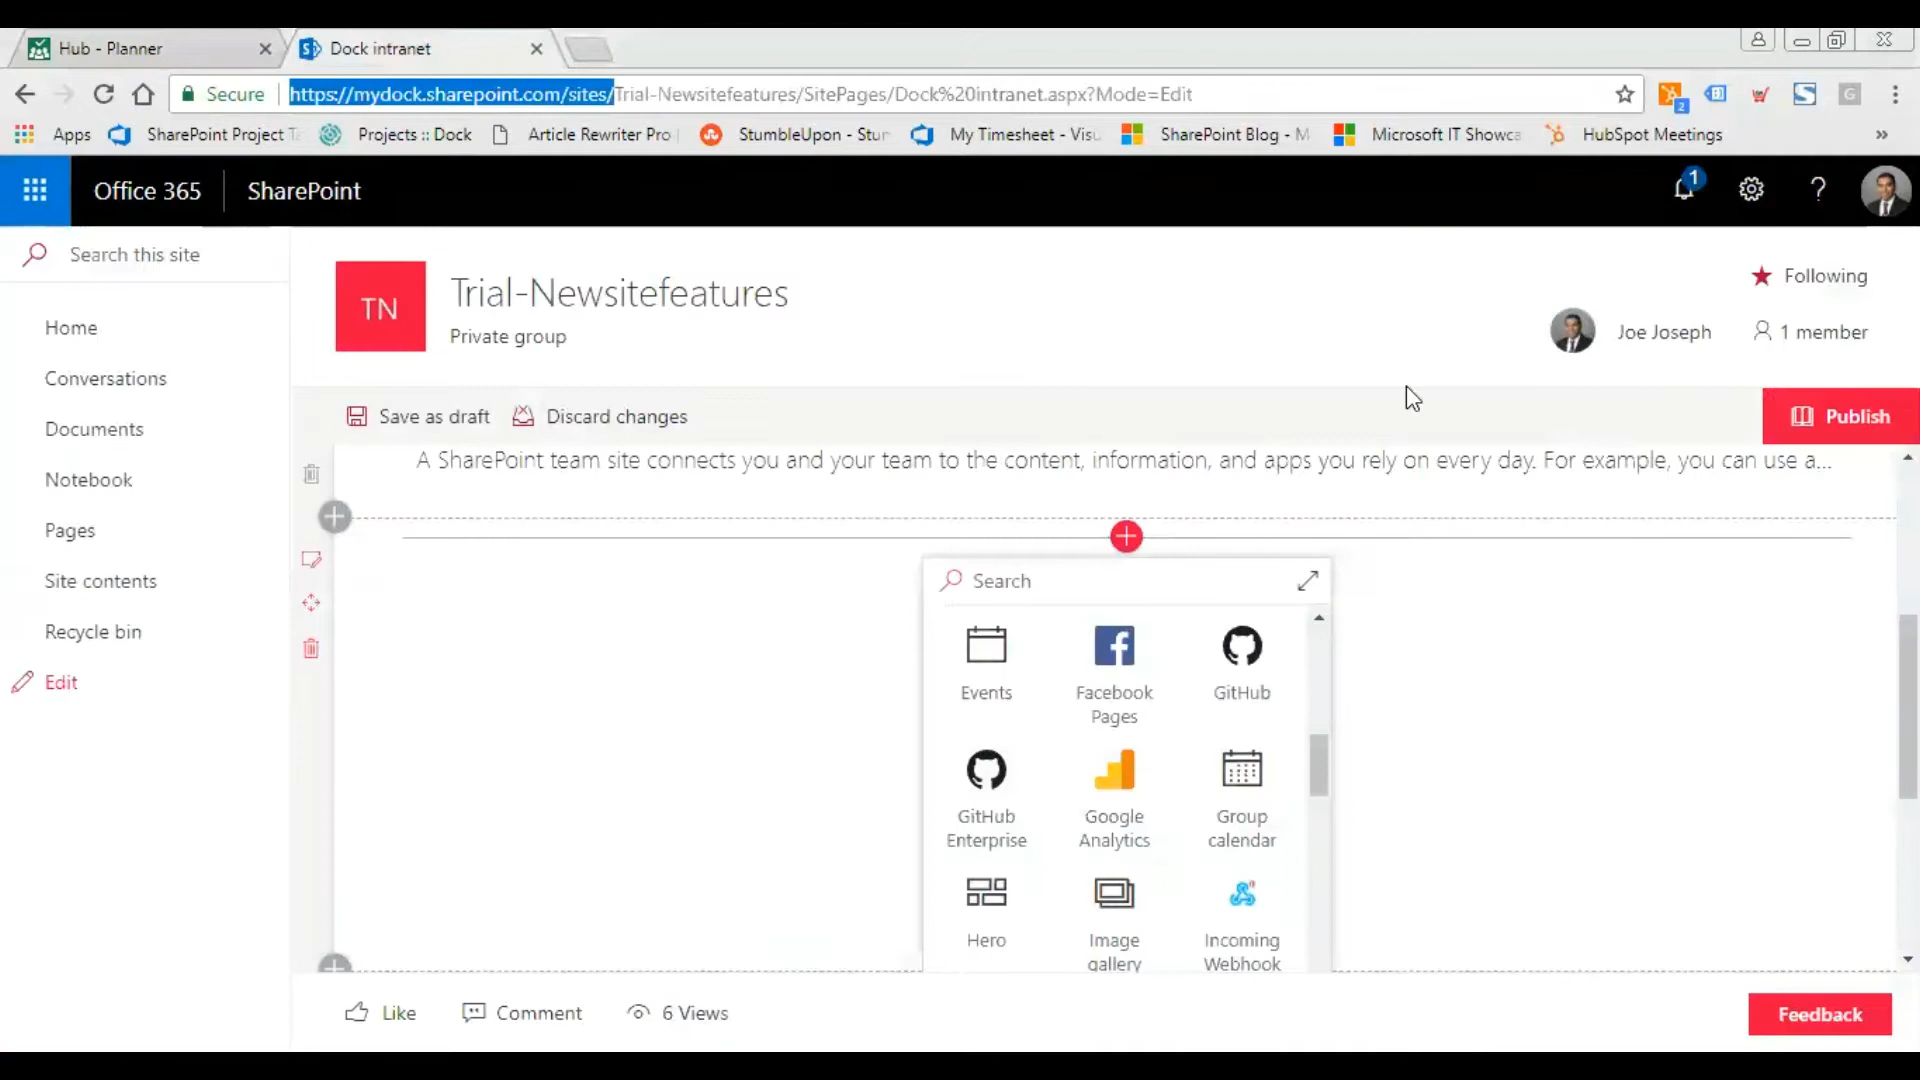 Hub - Planner
Dock intranet
Secure
https://mydock.sharepoint.com/sites/Trial-Newsitefeatures/SitePages/Dock%20intranet.aspx?Mode=Edit
2
G
Apps
SharePoint Project Ta
Projects :: Dock
Article Rewriter Pro
StumbleUpon - Stum
My Timesheet - Visu
SharePoint Blog - M
Microsoft IT Showca
HubSpot Meetings
»
Office 365
SharePoint
1
?
Search this site
TN
Trial-Newsitefeatures
Private group
Following
Joe Joseph
1 member
Home
Conversations
Documents
Notebook
Pages
Site contents
Recycle bin
Edit
Save as draft
Discard changes
Publish
A SharePoint team site connects you and your team to the content, information, and apps you rely on every day. For example, you can use a...
Search
Events
Facebook
Pages
GitHub
GitHub
Enterprise
Google
Analytics
Group
calendar
Hero
Image
gallery
Incoming
Webhook
Like
Comment
6 Views
Feedback